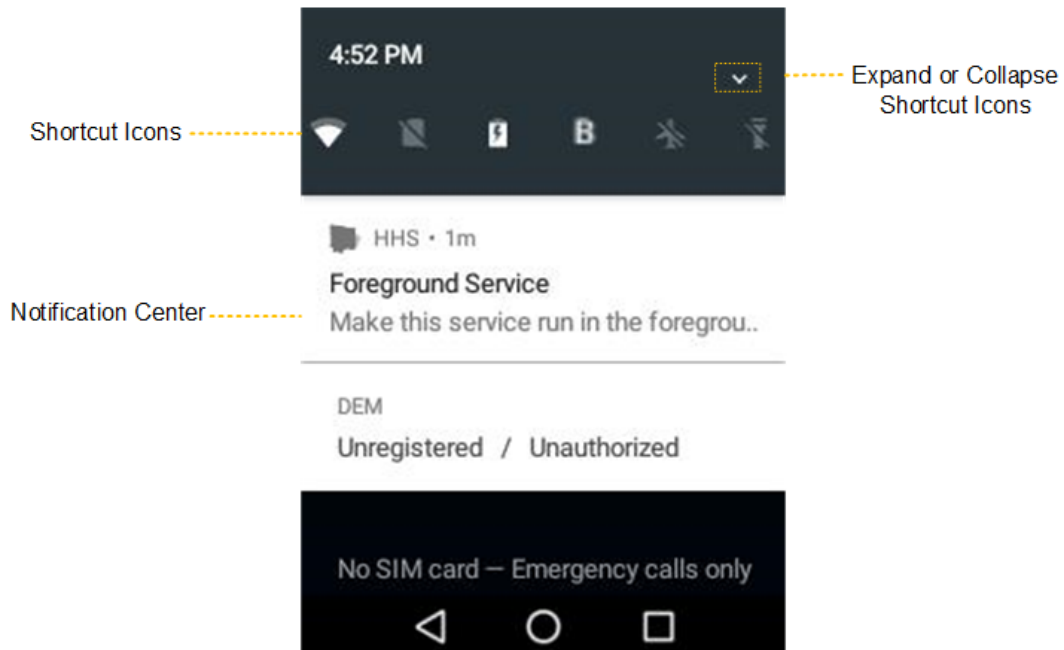 4:52 PM
Expand or Collapse
Shortcut Icons
Shortcut Icons
B
HHS • 1m
Foreground Service
Notification Center
Make this service run in the foregrou..
DEM
Unregistered / Unauthorized
No SIM card — Emergency calls only